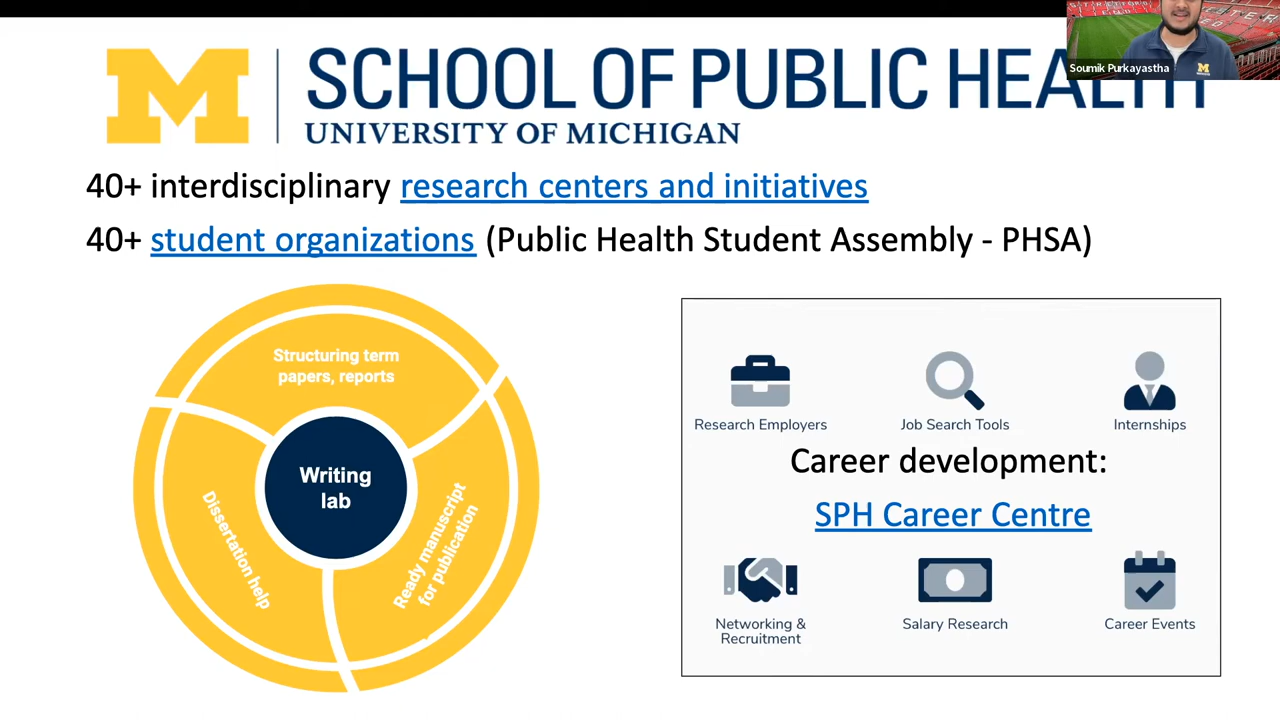 SCHOOL OF PUBLIC HEALTH
UNIVERSITY OF MICHIGAN
Soumik Purkayastha
40+ interdisciplinary research centers and initiatives
40+ student organizations (Public Health Student Assembly - PHSA)
Structuring term
papers, reports
Writing
lab
Dissertation help
Ready manuscript
for publication
Research Employers
Job Search Tools
Internships
Career development:
SPH Career Centre
Networking &
Recruitment
Salary Research
Career Events